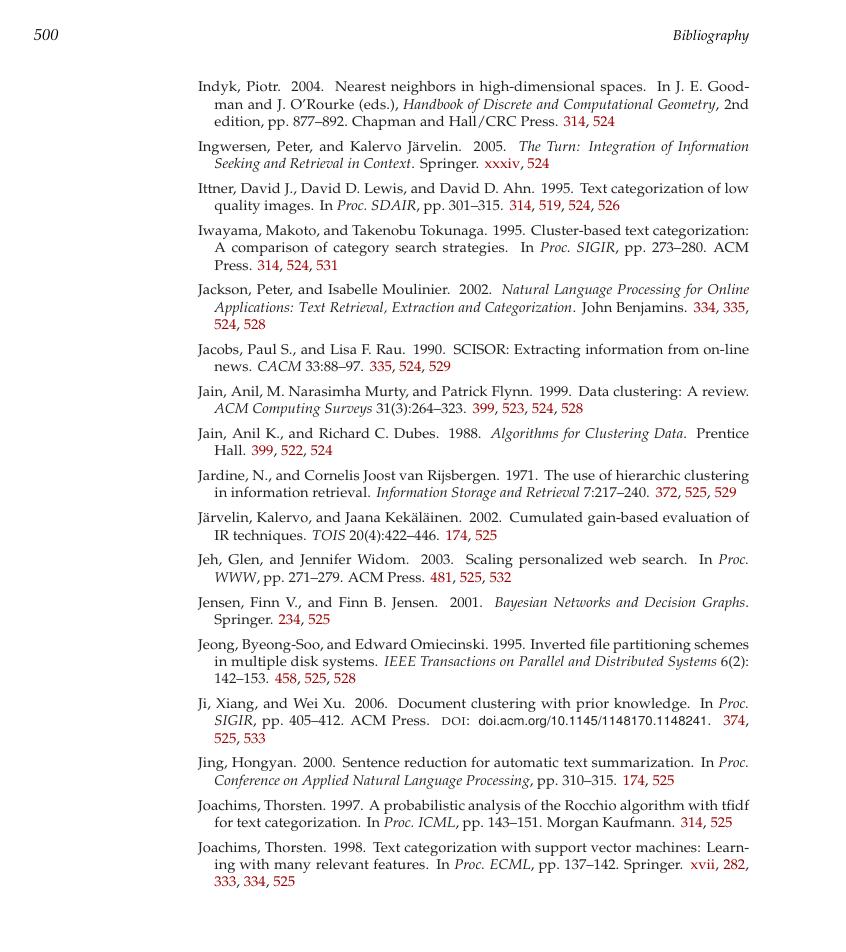 500
Bibliography
Indyk, Piotr. 2004. Nearest neighbors in high-dimensional spaces. In J. E. Good-
man and J. O'Rourke (eds.), Handbook of Discrete and Computational Geometry, 2nd
edition, pp. 877–892. Chapman and Hall/CRC Press. 314, 524
Ingwersen, Peter, and Kalervo Järvelin. 2005. The Turn: Integration of Information
Seeking and Retrieval in Context. Springer. xxxiv, 524
Ittner, David J., David D. Lewis, and David D. Ahn. 1995. Text categorization of low
quality images. In Proc. SDAIR, pp. 301–315. 314, 519, 524, 526
Iwayama, Makoto, and Takenobu Tokunaga. 1995. Cluster-based text categorization:
A comparison of category search strategies. In Proc. SIGIR, pp. 273–280. ACM
Press. 314, 524, 531
Jackson, Peter, and Isabelle Moulinier. 2002. Natural Language Processing for Online
Applications: Text Retrieval, Extraction and Categorization. John Benjamins. 334, 335,
524, 528
Jacobs, Paul S., and Lisa F. Rau. 1990. SCISOR: Extracting information from on-line
news. CACM 33:88–97. 335, 524, 529
Jain, Anil, M. Narasimha Murty, and Patrick Flynn. 1999. Data clustering: A review.
ACM Computing Surveys 31(3):264–323. 399, 523, 524, 528
Jain, Anil K., and Richard C. Dubes. 1988. Algorithms for Clustering Data. Prentice
Hall. 399, 522, 524
Jardine, N., and Cornelis Joost van Rijsbergen. 1971. The use of hierarchic clustering
in information retrieval. Information Storage and Retrieval 7:217–240. 372, 525, 529
Järvelin, Kalervo, and Jaana Kekäläinen. 2002. Cumulated gain-based evaluation of
IR techniques. TOIS 20(4):422–446. 174, 525
Jeh, Glen, and Jennifer Widom. 2003. Scaling personalized web search. In Proc.
WWW, pp. 271–279. ACM Press. 481, 525, 532
Jensen, Finn V., and Finn B. Jensen. 2001. Bayesian Networks and Decision Graphs.
Springer. 234, 525
Jeong, Byeong-Soo, and Edward Omiecinski. 1995. Inverted file partitioning schemes
in multiple disk systems. IEEE Transactions on Parallel and Distributed Systems 6(2):
142–153. 458, 525, 528
Ji, Xiang, and Wei Xu. 2006. Document clustering with prior knowledge. In Proc.
SIGIR, pp. 405–412. ACM Press. DOI: doi.acm.org/10.1145/1148170.1148241. 374,
525, 533
Jing, Hongyan. 2000. Sentence reduction for automatic text summarization. In Proc.
Conference on Applied Natural Language Processing, pp. 310–315. 174, 525
Joachims, Thorsten. 1997. A probabilistic analysis of the Rocchio algorithm with tfidf
for text categorization. In Proc. ICML, pp. 143–151. Morgan Kaufmann. 314, 525
Joachims, Thorsten. 1998. Text categorization with support vector machines: Learn-
ing with many relevant features. In Proc. ECML, pp. 137–142. Springer. xvii, 282,
333, 334, 525